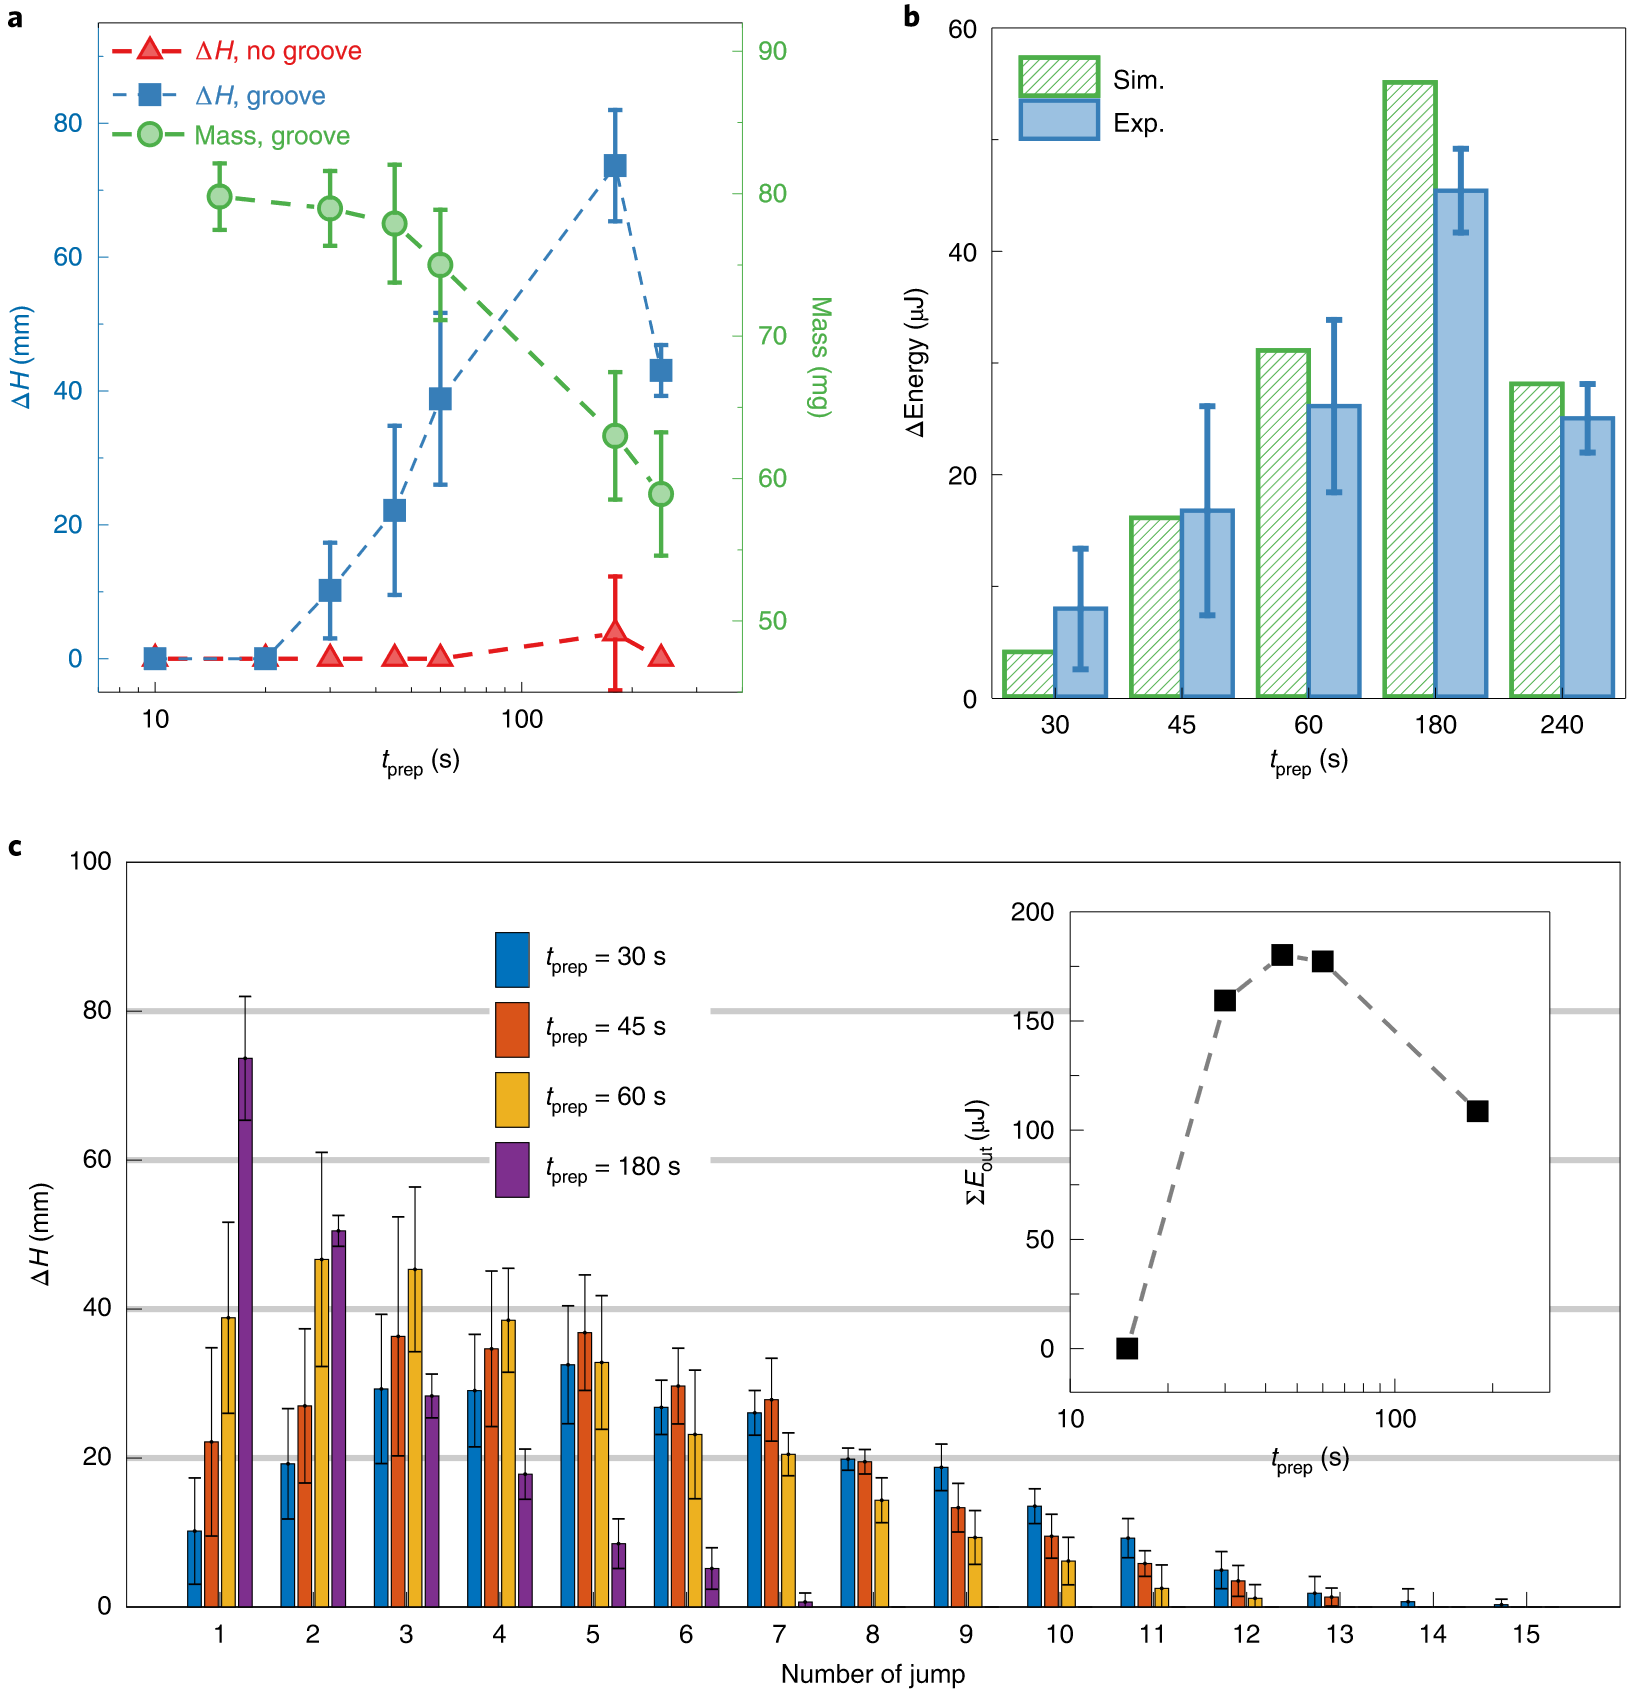 a
ΔH, no groove
ΔH, groove
Mass, groove
80
60
40
20
0
ΔH (mm)
90
80
70
60
50
Mass (mg)
10
100
tprep (s)
b
Sim.
Exp.
60
40
20
0
ΔEnergy (μJ)
30
45
60
180
240
tprep (s)
c
100
80
60
40
20
0
ΔH (mm)
tprep = 30 s
tprep = 45 s
tprep = 60 s
tprep = 180 s
200
150
100
50
0
ΣEout (μJ)
10
100
tprep (s)
1
2
3
4
5
6
7
8
9
10
11
12
13
14
15
Number of jump